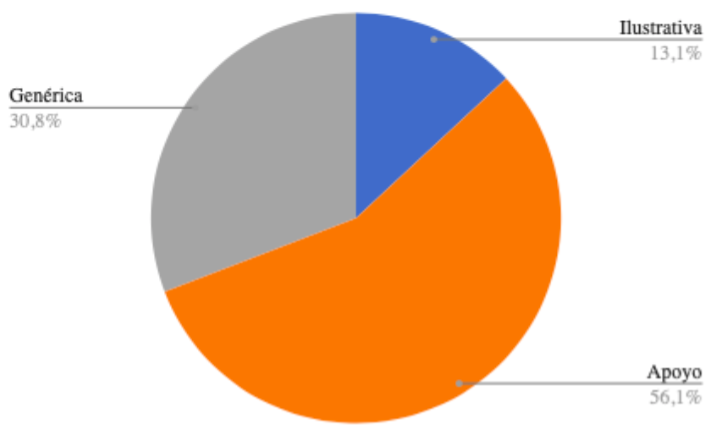 Ilustrativa
13,1%
Genérica
30,8%
Apoyo
56,1%